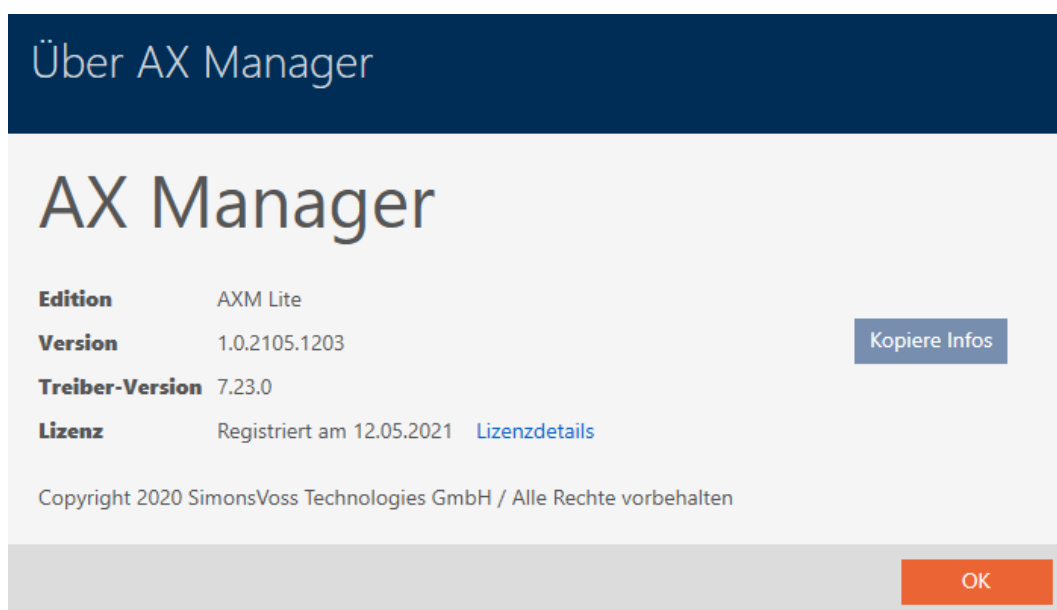 Über AX Manager
AX Manager
Edition AXM Lite
Version 1.0.2105.1203
Kopiere Infos
Treiber-Version 7.23.0
Lizenz Registriert am 12.05.2021 Lizenzdetails
Copyright 2020 SimonsVoss Technologies GmbH / Alle Rechte vorbehalten
OK